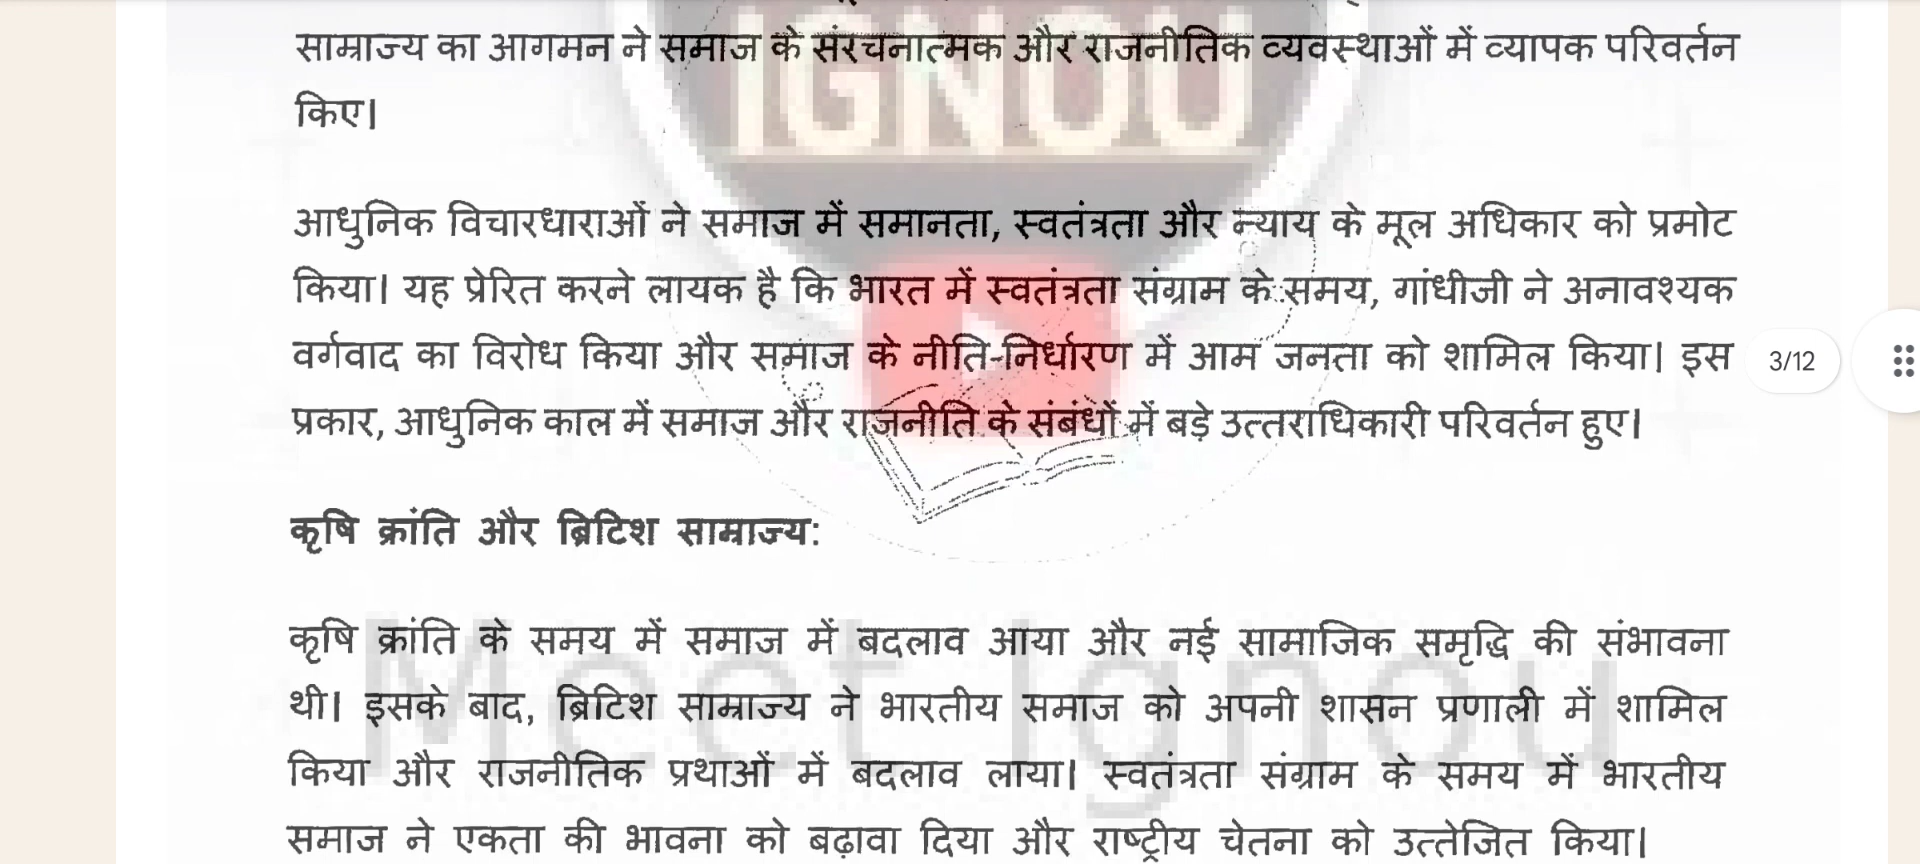 साम्राज्य का आगमन ने समाज के संरचनात्मक और राजनीतिक व्यवस्थाओं में व्यापक परिवर्तन
किए।
IGNOU
आधुनिक विचारधाराओं ने समाज में समानता, स्वतंत्रता और न्याय के मूल अधिकार को प्रमोट
किया। यह प्रेरित करने लायक है कि भारत में स्वतंत्रता संग्राम के समय, गांधीजी ने अनावश्यक
वर्गवाद का विरोध किया और समाज के नीति-निर्धारण में आम जनता को शामिल किया। इस
3/12
प्रकार, आधुनिक काल में समाज और राजनीति के संबंधों में बड़े उत्तराधिकारी परिवर्तन हुए।
कृषि क्रांति और ब्रिटिश साम्राज्य:
कृषि क्रांति के समय में समाज में बदलाव आया और नई सामाजिक समृद्धि की संभावना
थी। इसके बाद, ब्रिटिश साम्राज्य ने भारतीय समाज को अपनी शासन प्रणाली में शामिल
Meet Ignou
किया और राजनीतिक प्रथाओं में बदलाव लाया। स्वतंत्रता संग्राम के समय में भारतीय
समाज ने एकता की भावना को बढ़ावा दिया और राष्ट्रीय चेतना को उत्तेजित किया।